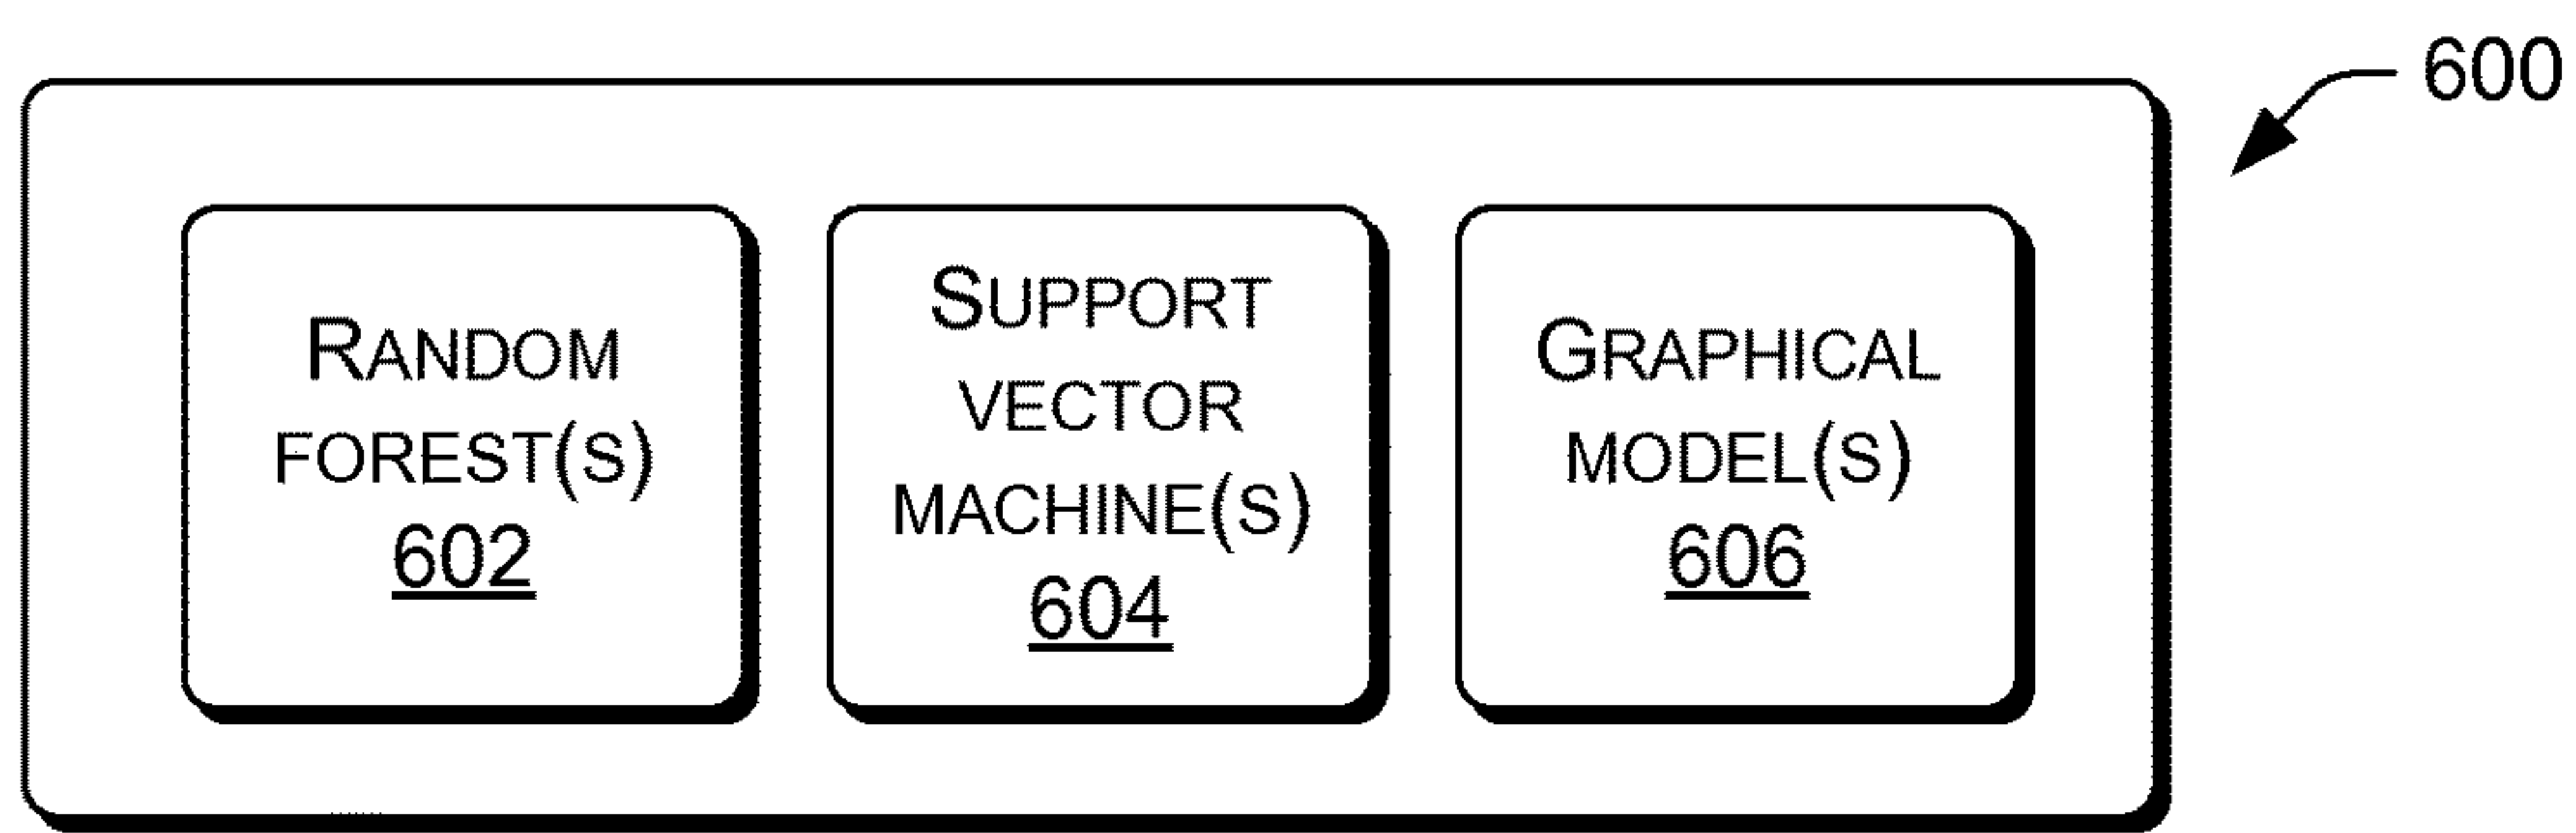 600
RANDOM
FOREST(S)
602
SUPPORT
VECTOR
MACHINE(S)
604
GRAPHICAL
MODEL(S)
606